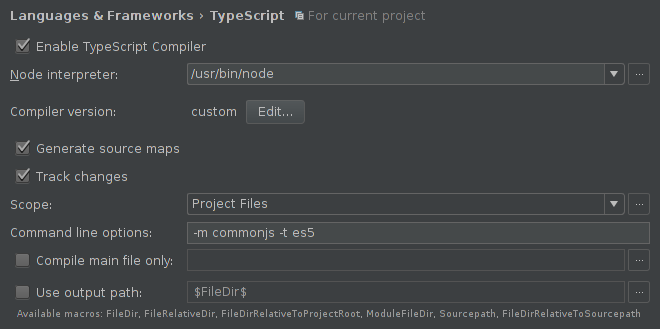 Languages & Frameworks › TypeScript For current project
Enable TypeScript Compiler
Node interpreter: /usr/bin/node ...
Compiler version: custom Edit...
Generate source maps
Track changes
Scope: Project Files ...
Command line options: -m commonjs -t es5
Compile main file only: ...
Use output path: $FileDir$ ...
Available macros: FileDir, FileRelativeDir, FileDirRelativeToProjectRoot, ModuleFileDir, Sourcepath, FileDirRelativeToSourcepath